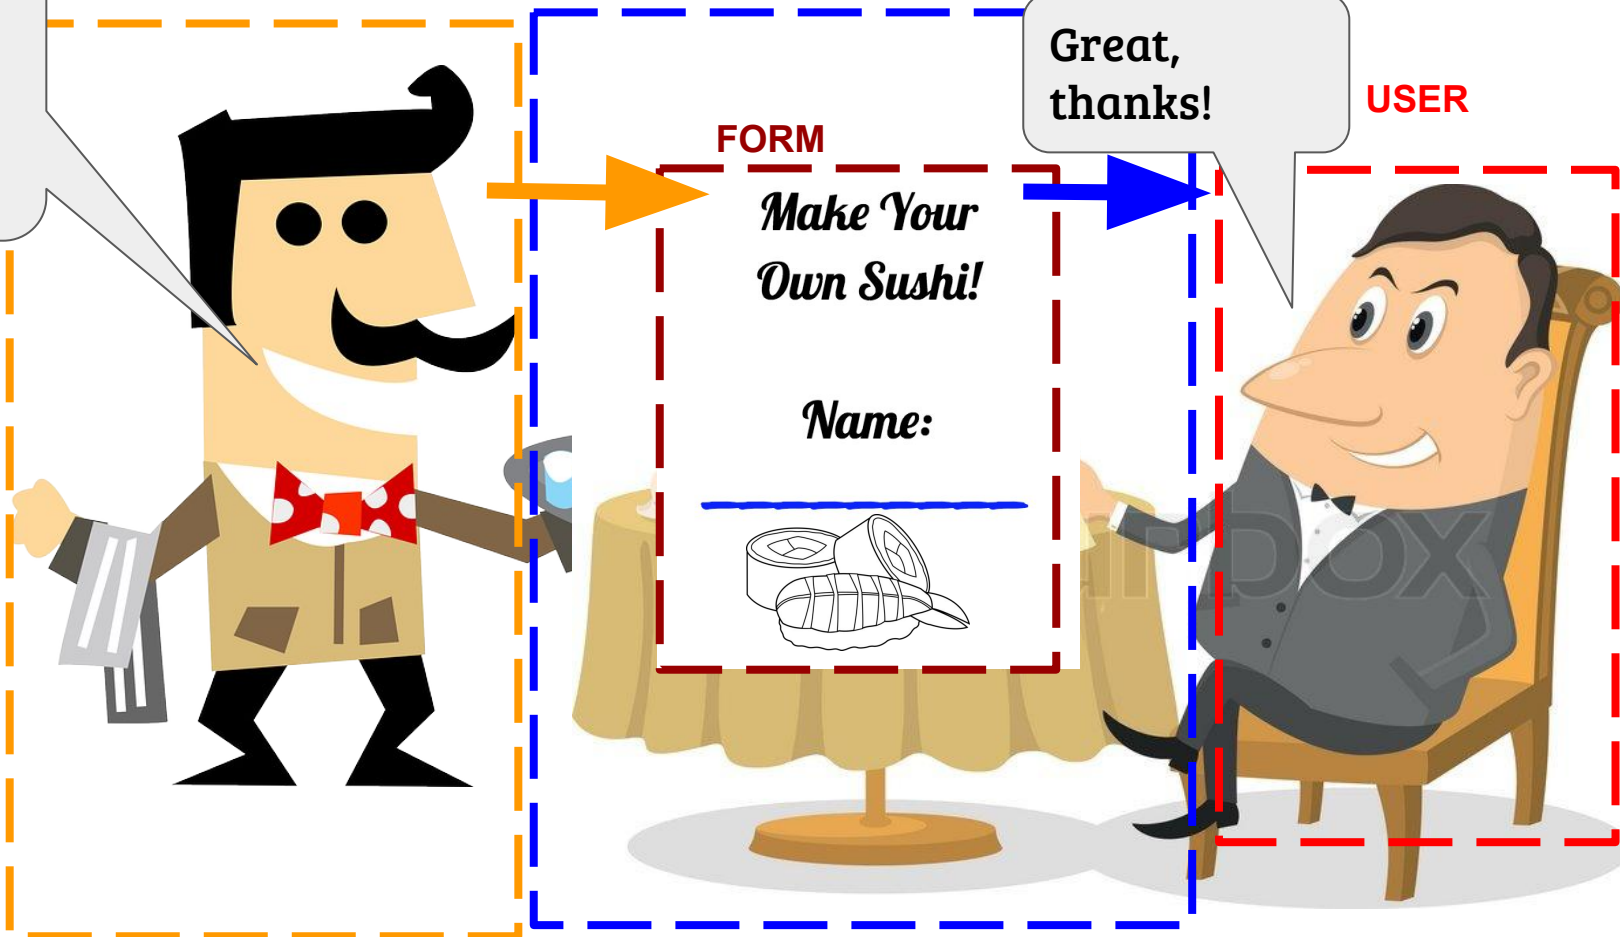 Great,
thanks!
USER
FORM
Make Your
Own Sushi!
Name: